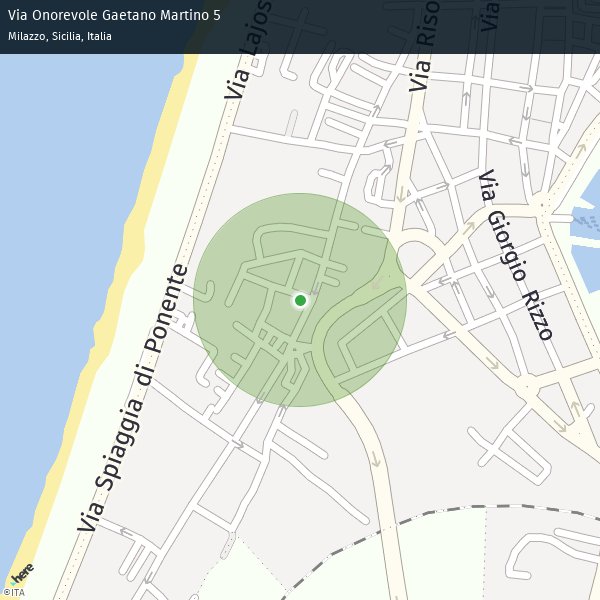 Via Onorevole Gaetano Martino 5
Milazzo, Sicilia, Italia
Via Lajos
Via Riso
Via
Via Giorgio Rizzo
Via Spiaggia di Ponente
here
©ITA